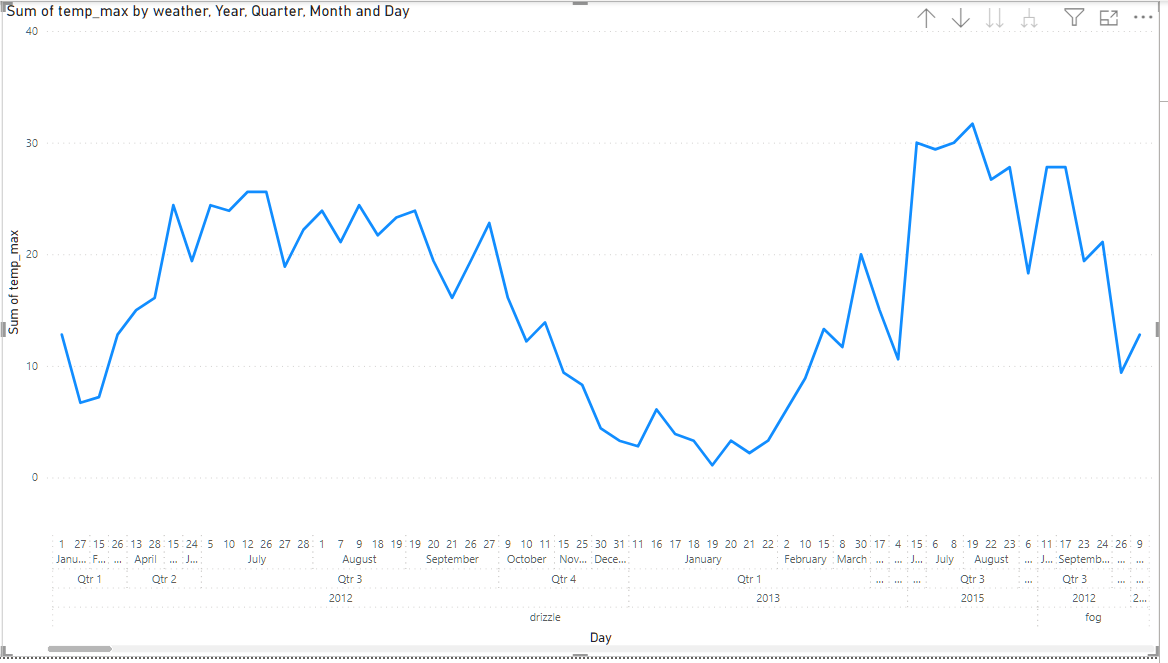 Sum of temp_max by weather, Year, Quarter, Month and Day
40
30
20
10
0
Sum of temp_max
1 27 15 26 13 28 15 24 5 10 12 26 27 28 1 7 9 18 19 19 20 21 26 27 9 10 11 15 25 30 31 11 16 17 18 19 20 21 22 2 10 15 8 30 17 4 15 6 8 19 22 23 6 11 17 23 24 26 9
Janu... F... ... April ... J... July August September October Nov... Dece... January February March ... ... J... July August ... J... Septemb... ... ...
Qtr 1 Qtr 2 Qtr 3 Qtr 4 Qtr 1 ... ... ... Qtr 3 ... Qtr 3 ... ...
2012 2013 2015 2012 2...
drizzle fog
Day